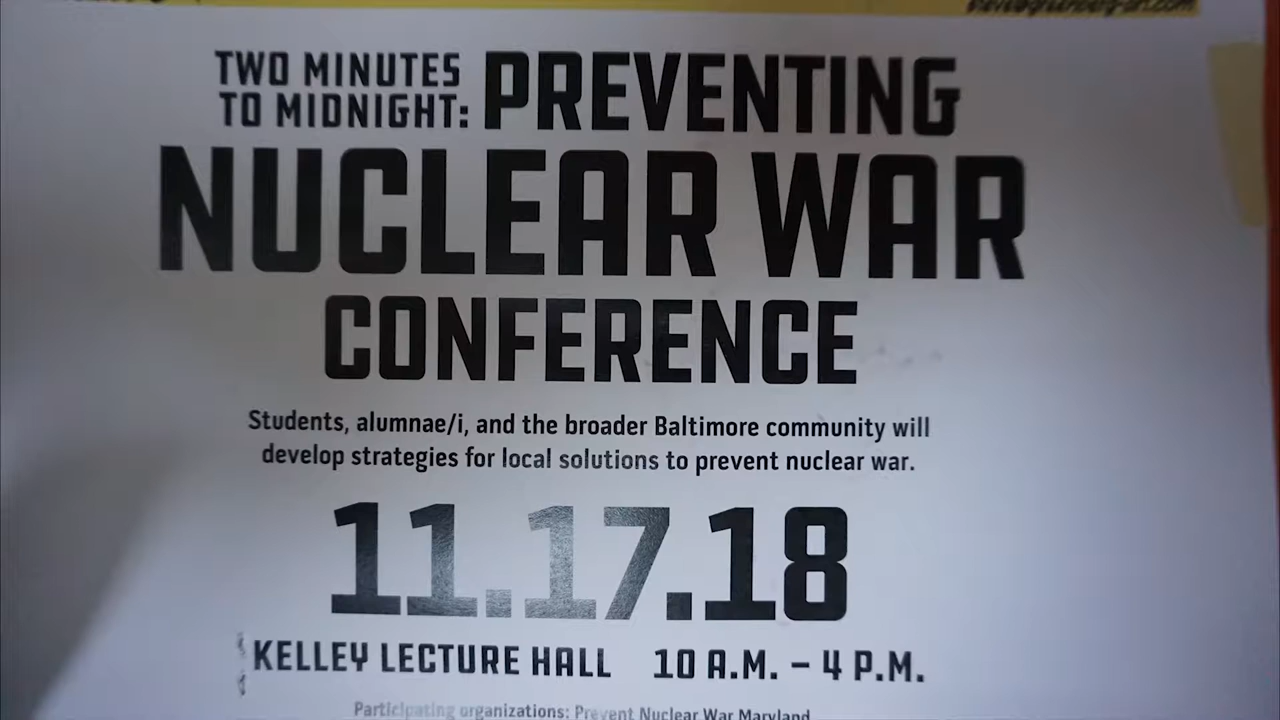 TWO MINUTES
TO MIDNIGHT: PREVENTING
NUCLEAR WAR
CONFERENCE
Students, alumnae/i, and the broader Baltimore community will
develop strategies for local solutions to prevent nuclear war.
11.17.18
KELLEY LECTURE HALL 10 A.M. – 4 P.M.
Participating organizations: Prevent Nuclear War Maryland